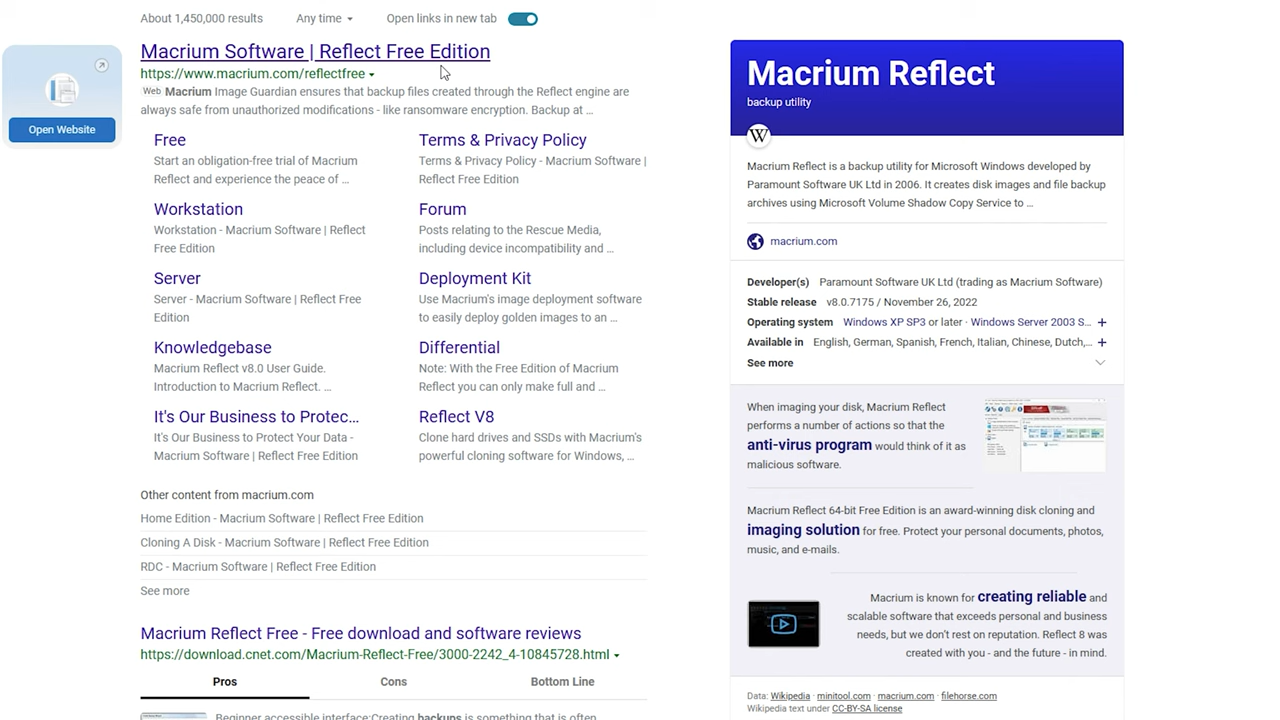 About 1,450,000 results Any time Open links in new tab
Macrium Software | Reflect Free Edition
https://www.macrium.com/reflectfree
Web Macrium Image Guardian ensures that backup files created through the Reflect engine are
always safe from unauthorized modifications - like ransomware encryption. Backup at ...
Open Website
Free
Start an obligation-free trial of Macrium
Reflect and experience the peace of ...
Terms & Privacy Policy
Terms & Privacy Policy - Macrium Software |
Reflect Free Edition
Workstation
Workstation - Macrium Software | Reflect
Free Edition
Forum
Posts relating to the Rescue Media,
including device incompatibility and ...
Server
Server - Macrium Software | Reflect Free
Edition
Deployment Kit
Use Macrium's image deployment software
to easily deploy golden images to an ...
Knowledgebase
Macrium Reflect v8.0 User Guide.
Introduction to Macrium Reflect. ...
Differential
Note: With the Free Edition of Macrium
Reflect you can only make full and ...
It's Our Business to Protec...
It's Our Business to Protect Your Data -
Macrium Software | Reflect Free Edition
Reflect V8
Clone hard drives and SSDs with Macrium's
powerful cloning software for Windows, ...
Other content from macrium.com
Home Edition - Macrium Software | Reflect Free Edition
Cloning A Disk - Macrium Software | Reflect Free Edition
RDC - Macrium Software | Reflect Free Edition
See more
Macrium Reflect Free - Free download and software reviews
https://download.cnet.com/Macrium-Reflect-Free/3000-2242_4-10845728.html
Pros Cons Bottom Line
Beginner accessible interface:Creating backups is something that is often
Macrium Reflect
backup utility
W
Macrium Reflect is a backup utility for Microsoft Windows developed by
Paramount Software UK Ltd in 2006. It creates disk images and file backup
archives using Microsoft Volume Shadow Copy Service to ...
macrium.com
Developer(s) Paramount Software UK Ltd (trading as Macrium Software)
Stable release v8.0.7175 / November 26, 2022
Operating system Windows XP SP3 or later · Windows Server 2003 S... +
Available in English, German, Spanish, French, Italian, Chinese, Dutch,... +
See more
When imaging your disk, Macrium Reflect
performs a number of actions so that the
anti-virus program would think of it as
malicious software.
Macrium Reflect 64-bit Free Edition is an award-winning disk cloning and
imaging solution for free. Protect your personal documents, photos,
music, and e-mails.
Macrium is known for creating reliable and
scalable software that exceeds personal and business
needs, but we don't rest on reputation. Reflect 8 was
created with you - and the future - in mind.
Data: Wikipedia · minitool.com · macrium.com · filehorse.com
Wikipedia text under CC-BY-SA license